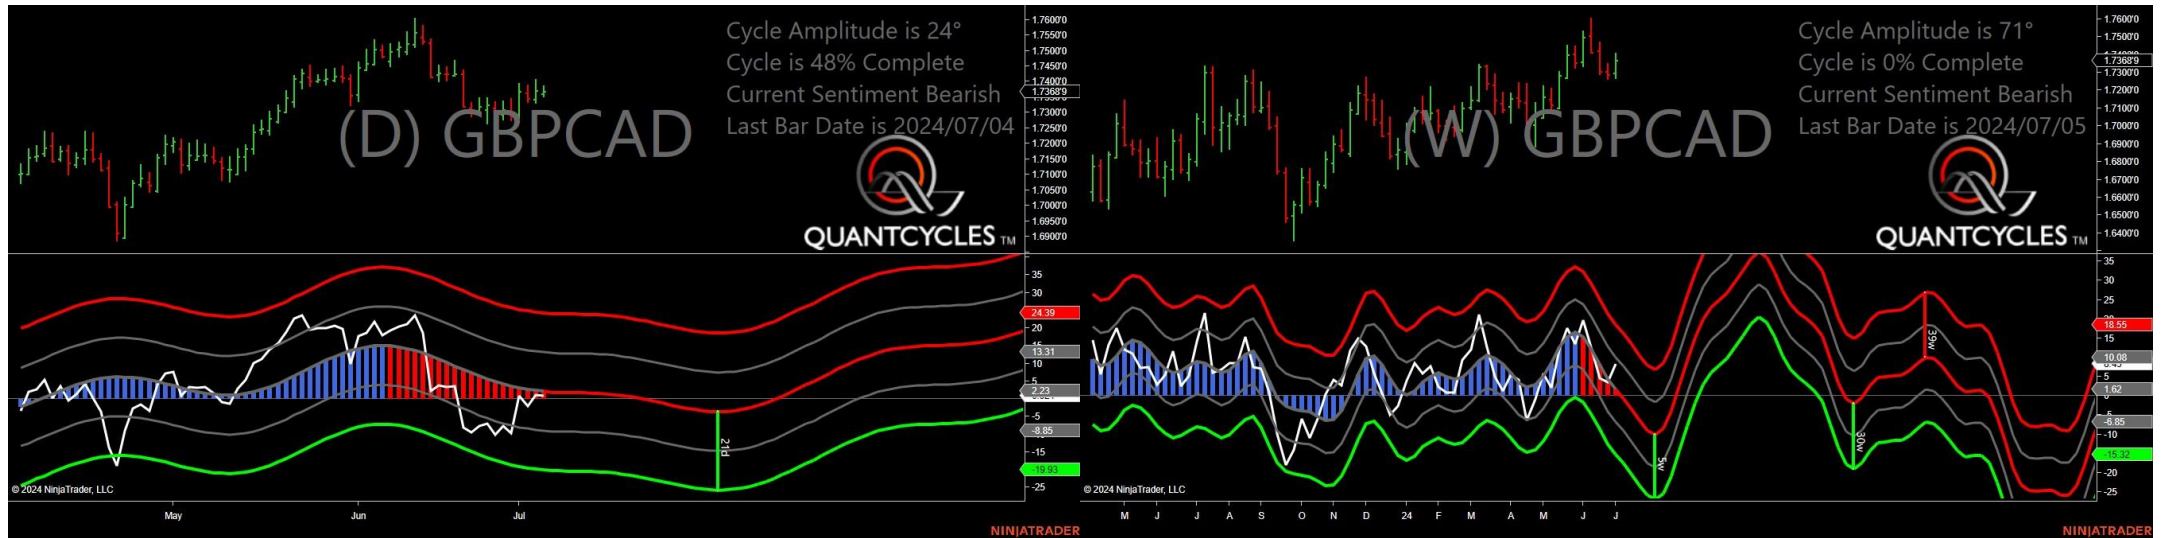 Cycle Amplitude is 24°
Cycle is 48% Complete
Current Sentiment Bearish
Last Bar Date is 2024/07/04
(D) GBPCAD
QUANTCYCLES TM
1.7600'0
1.7550'0
1.7500'0
1.7450'0
1.7400'0
1.7368'9
1.7300'0
1.7250'0
1.7200'0
1.7150'0
1.7100'0
1.7050'0
1.7000'0
1.6950'0
1.6900'0
35
30
24.39
20
15
13.31
10
5
2.23
-5
-8.85
-15
-19.93
-25
21d
© 2024 NinjaTrader, LLC
May Jun Jul
NINJATRADER
Cycle Amplitude is 71°
Cycle is 0% Complete
Current Sentiment Bearish
Last Bar Date is 2024/07/05
(W) GBPCAD
QUANTCYCLES TM
1.7600'0
1.7500'0
1.7368'9
1.7300'0
1.7200'0
1.7100'0
1.7000'0
1.6900'0
1.6800'0
1.6700'0
1.6600'0
1.6500'0
1.6400'0
35
30
25
18.55
10.08
5
1.62
-5
-6.85
-10
-15.32
-20
-25
5w
30w
39w
© 2024 NinjaTrader, LLC
M J J A S O N D 24 F M A M J J
NINJATRADER